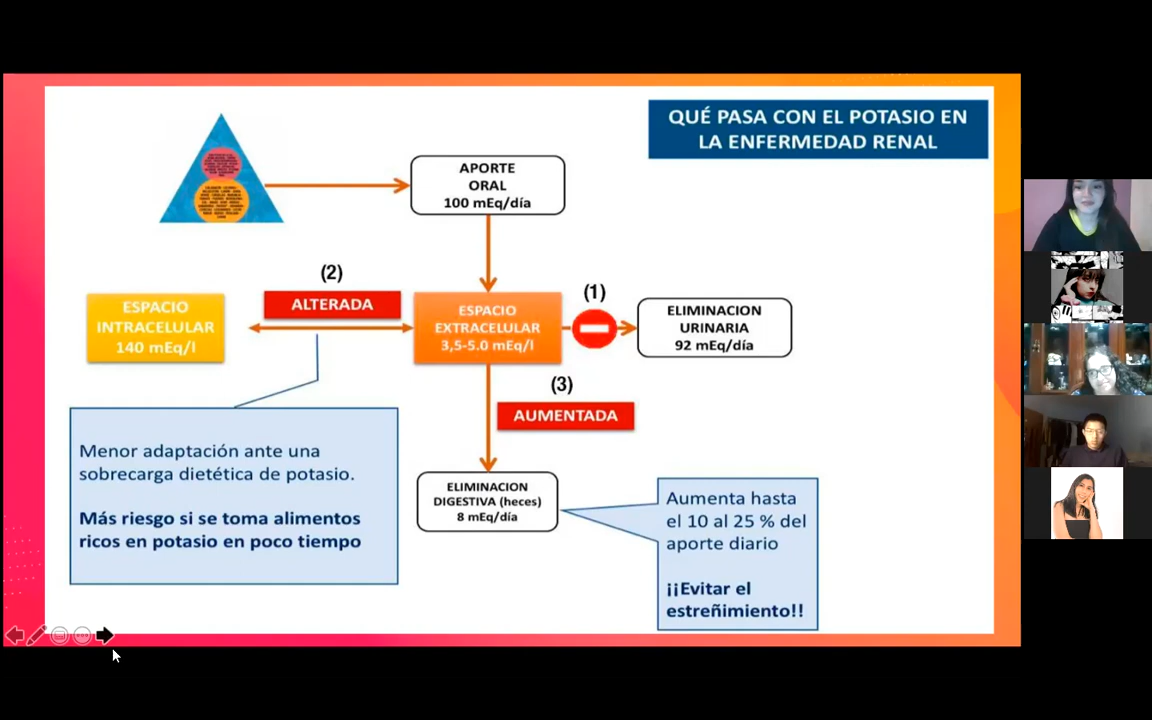 QUÉ PASA CON EL POTASIO EN
LA ENFERMEDAD RENAL
APORTE
ORAL
100 mEq/día
(2)
ALTERADA
(1)
ESPACIO
INTRACELULAR
140 mEq/l
ESPACIO
EXTRACELULAR
3,5-5.0 mEq/l
ELIMINACION
URINARIA
92 mEq/día
(3)
AUMENTADA
Menor adaptación ante una
sobrecarga dietética de potasio.
Más riesgo si se toma alimentos
ricos en potasio en poco tiempo
ELIMINACION
DIGESTIVA (heces)
8 mEq/día
Aumenta hasta
el 10 al 25 % del
aporte diario
¡¡Evitar el
estreñimiento!!